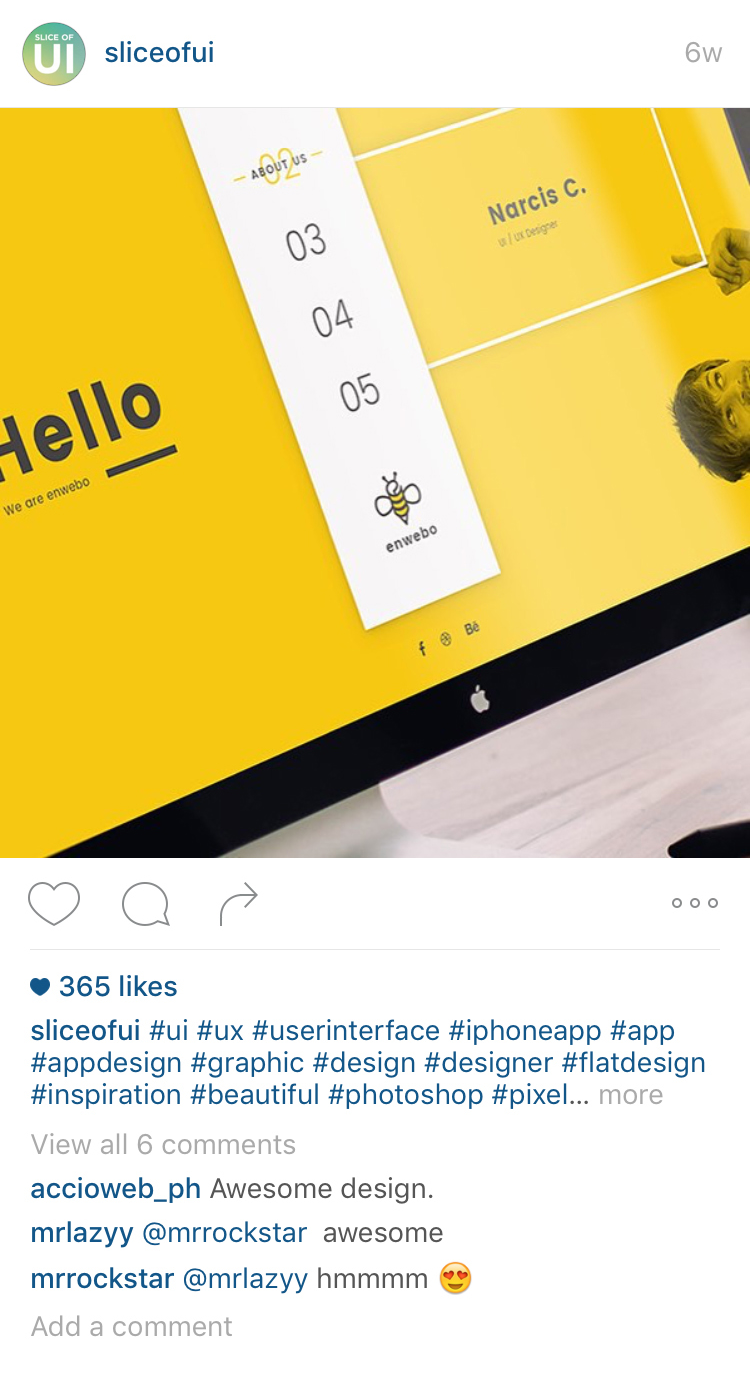 SLICE OF
UI
sliceofui
6w
02
ABOUT US
03
04
05
enwebo
Narcis C.
UI / UX Designer
Hello
We are enwebo
f
Bē
365 likes
sliceofui #ui #ux #userinterface #iphoneapp #app
#appdesign #graphic #design #designer #flatdesign
#inspiration #beautiful #photoshop #pixel... more
View all 6 comments
accioweb_ph Awesome design.
mrlazyy @mrrockstar awesome
mrrockstar @mrlazyy hmmmm 😍
Add a comment